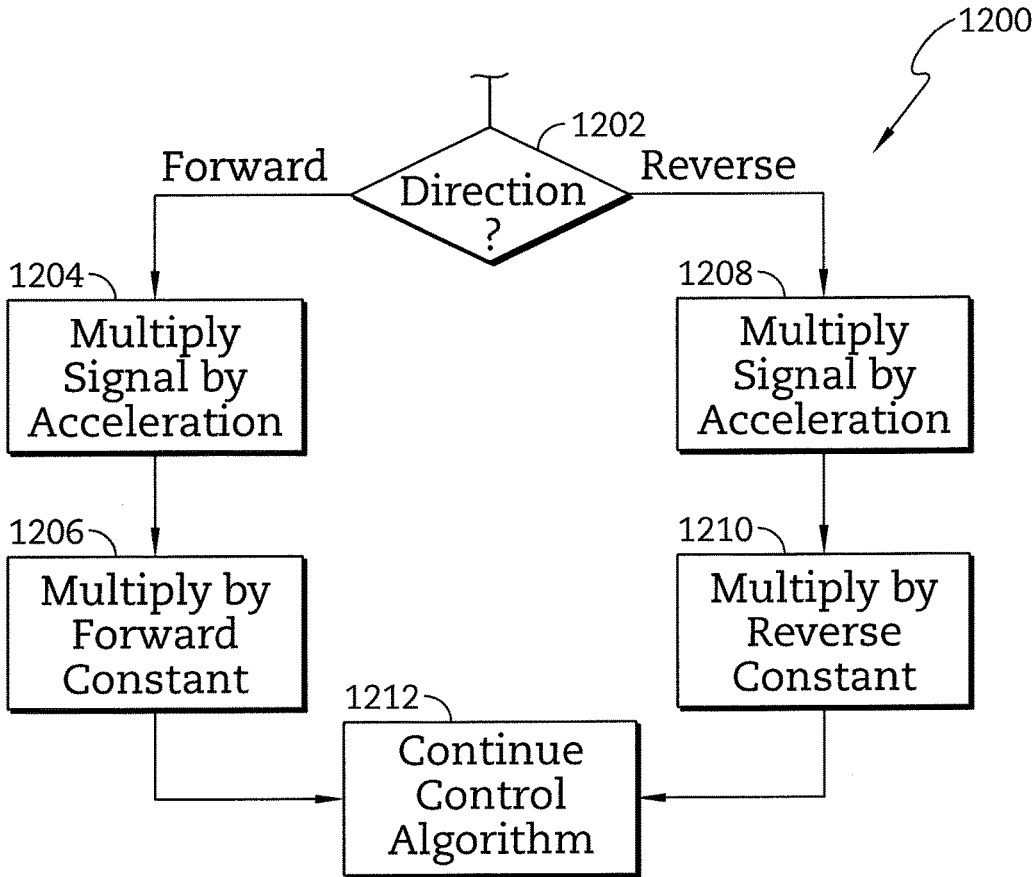 1200
1202
Forward
Direction
?
Reverse
1204
Multiply
Signal by
Acceleration
1208
Multiply
Signal by
Acceleration
1206
Multiply by
Forward
Constant
1210
Multiply by
Reverse
Constant
1212
Continue
Control
Algorithm